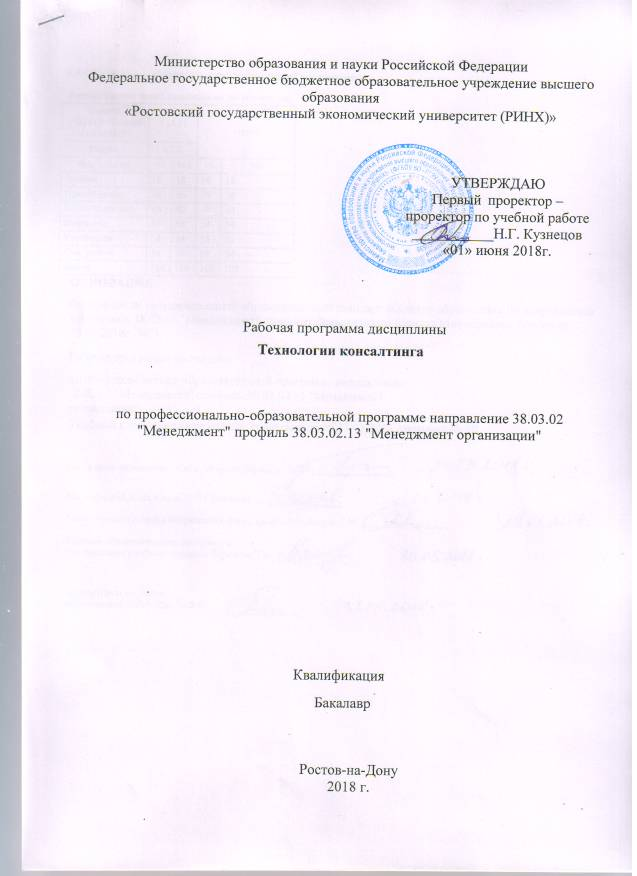 Министерство образования и науки Российской Федерации
Федеральное государственное бюджетное образовательное учреждение высшего
образования
«Ростовский государственный экономический университет (РИНХ)»
УТВЕРЖДАЮ
Первый проректор –
проректор по учебной работе
Н.Г. Кузнецов
«01» июня 2018г.
Рабочая программа дисциплины
Технологии консалтинга
по профессионально-образовательной программе направление 38.03.02
"Менеджмент" профиль 38.03.02.13 "Менеджмент организации"
Квалификация
Бакалавр
Ростов-на-Дону
2018 г.